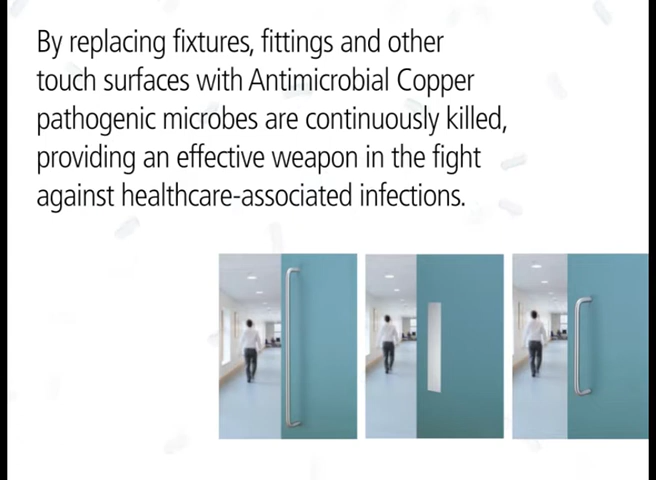 By replacing fixtures, fittings and other
touch surfaces with Antimicrobial Copper
pathogenic microbes are continuously killed,
providing an effective weapon in the fight
against healthcare-associated infections.